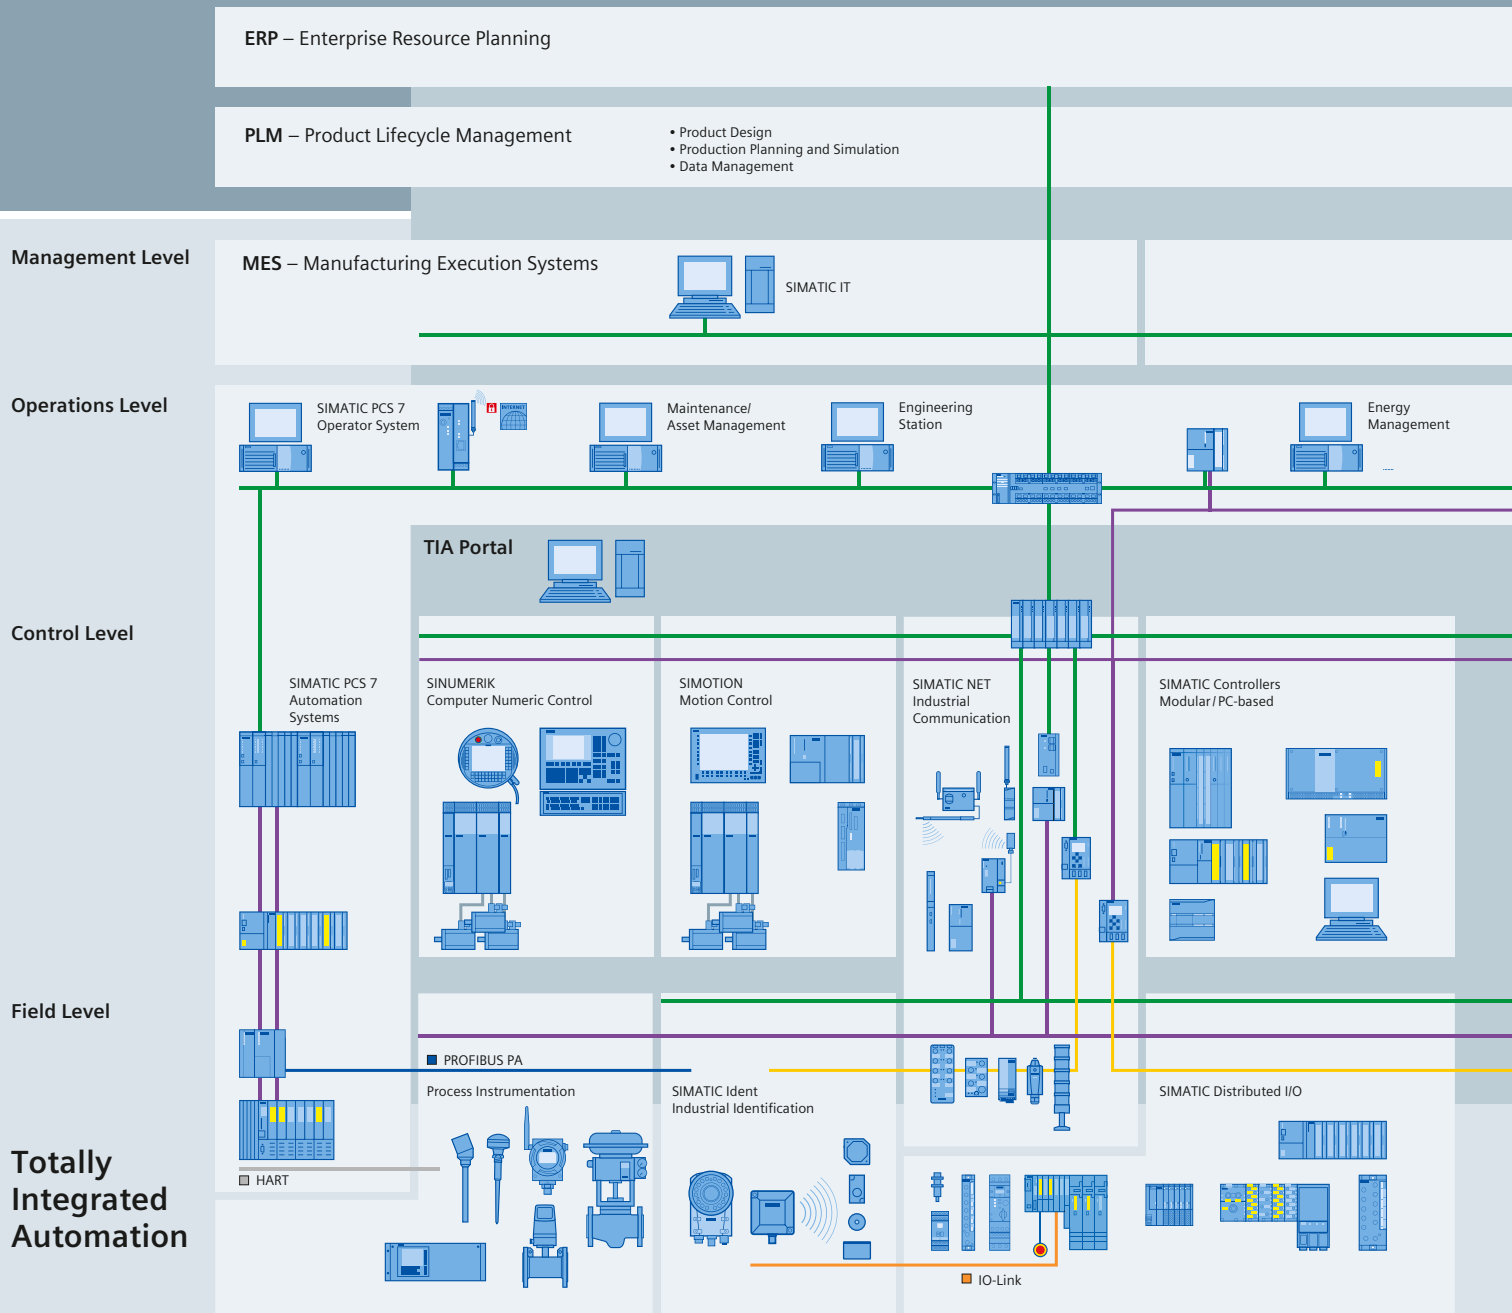 ERP – Enterprise Resource Planning
PLM – Product Lifecycle Management
• Product Design
• Production Planning and Simulation
• Data Management
Management Level
MES – Manufacturing Execution Systems
SIMATIC IT
Operations Level
SIMATIC PCS 7
Operator System
INTERNET
Maintenance/
Asset Management
Engineering
Station
Energy
Management
TIA Portal
Control Level
SIMATIC PCS 7
Automation
Systems
SINUMERIK
Computer Numeric Control
SIMOTION
Motion Control
SIMATIC NET
Industrial
Communication
SIMATIC Controllers
Modular/PC-based
Field Level
PROFIBUS PA
Process Instrumentation
SIMATIC Ident
Industrial Identification
SIMATIC Distributed I/O
HART
Totally
Integrated
Automation
IO-Link